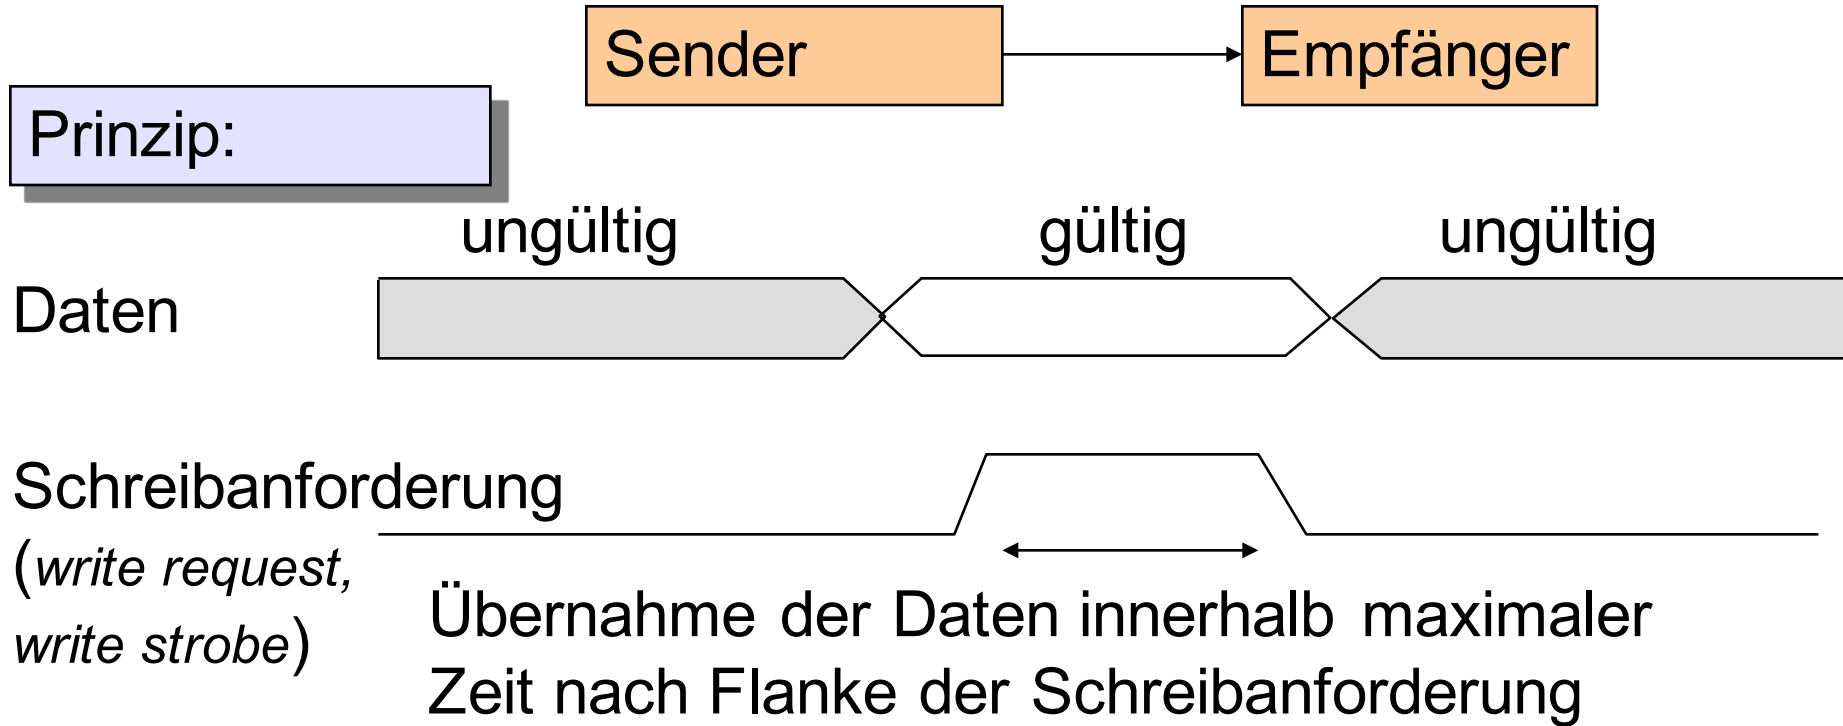 Sender
Empfänger
Prinzip:
ungültig gültig ungültig
Daten
Schreibanforderung
(write request,
write strobe)
Übernahme der Daten innerhalb maximaler
Zeit nach Flanke der Schreibanforderung